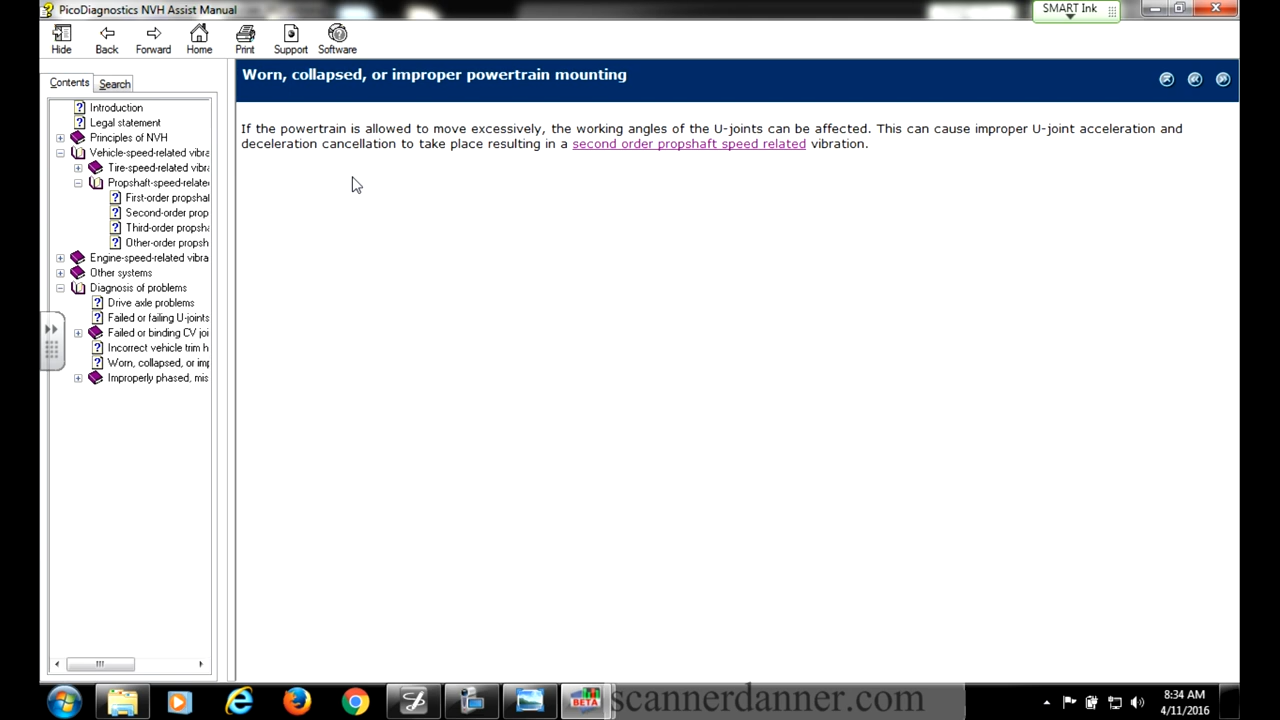 PicoDiagnostics NVH Assist Manual
SMART Ink
Hide
Back
Forward
Home
Print
Support
Software
Contents
Search
Introduction
Legal statement
Principles of NVH
Vehicle-speed-related vibra
Tire-speed-related vibra
Propshaft-speed-related
First-order propshaf
Second-order prop
Third-order propsha
Other-order propsh
Engine-speed-related vibra
Other systems
Diagnosis of problems
Drive axle problems
Failed or failing U-joints
Failed or binding CV joi
Incorrect vehicle trim h
Worn, collapsed, or imp
Improperly phased, mis
Worn, collapsed, or improper powertrain mounting
If the powertrain is allowed to move excessively, the working angles of the U-joints can be affected. This can cause improper U-joint acceleration and
deceleration cancellation to take place resulting in a second order propshaft speed related vibration.
BETA
scannerdanner.com
8:34 AM
4/11/2016